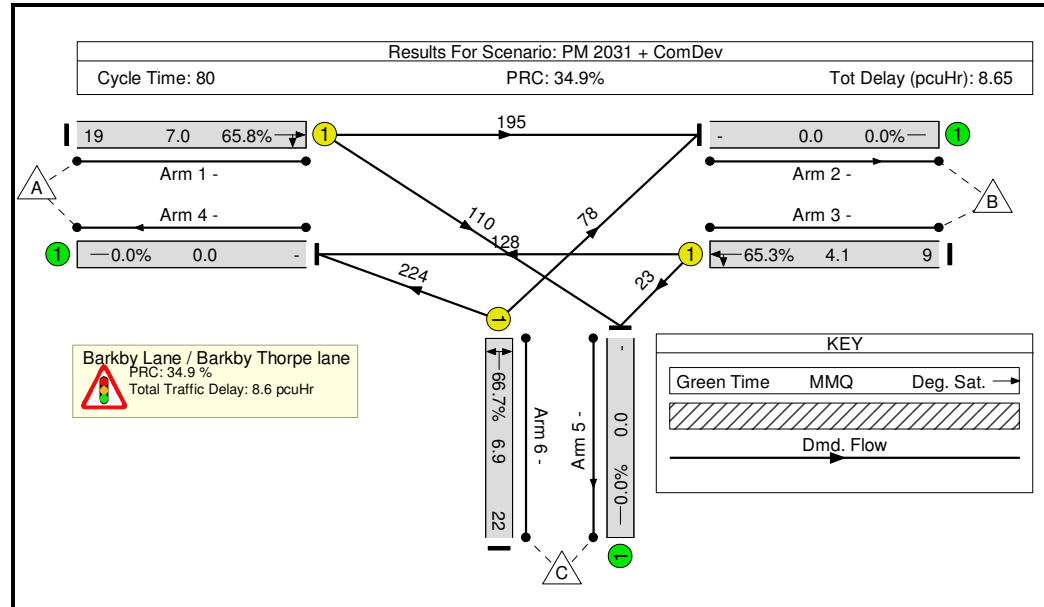 Results For Scenario: PM 2031 + ComDev
Cycle Time: 80 PRC: 34.9% Tot Delay (pcuHr): 8.65
19 7.0 65.8% 1 195 - 0.0 0.0% 1
A Arm 1 - Arm 2 - B
Arm 4 - 110 78 Arm 3 -
1 0.0% 0.0 - 128 1 65.3% 4.1 9
224 23
1
Barkby Lane / Barkby Thorpe lane
PRC: 34.9 %
Total Traffic Delay: 8.6 pcuHr
66.7% 6.9 22
Arm 6 -
Arm 5 -
- 0.0 0.0%
1
C
KEY
Green Time MMQ Deg. Sat.
Dmd. Flow